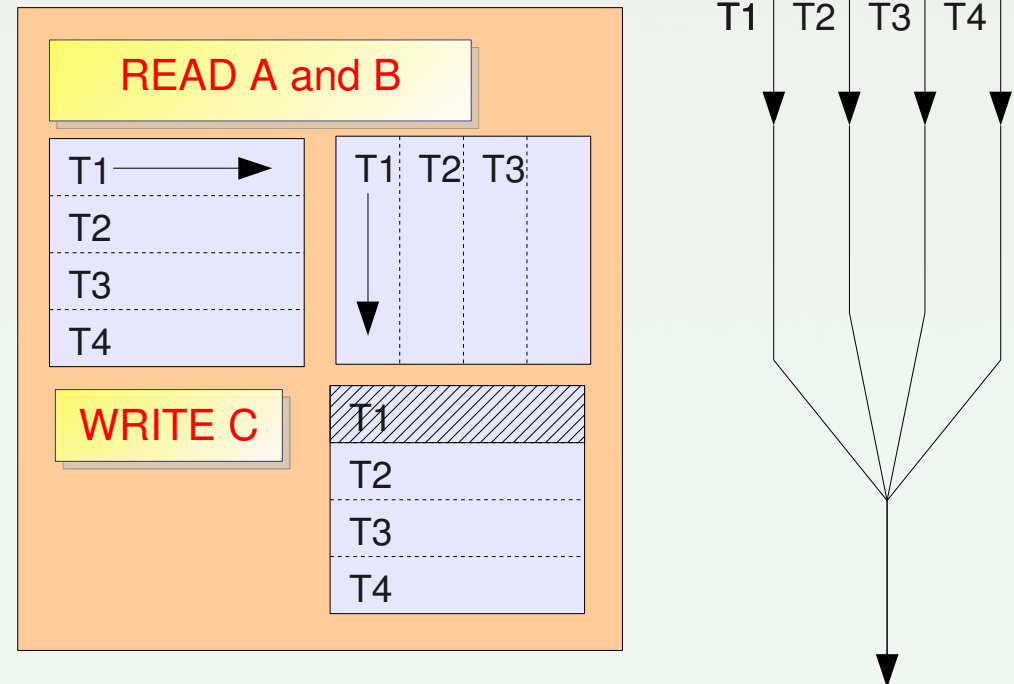 READ A and B
T1
T2
T3
T4
T1 T2 T3
WRITE C
T1
T2
T3
T4
T1 T2 T3 T4